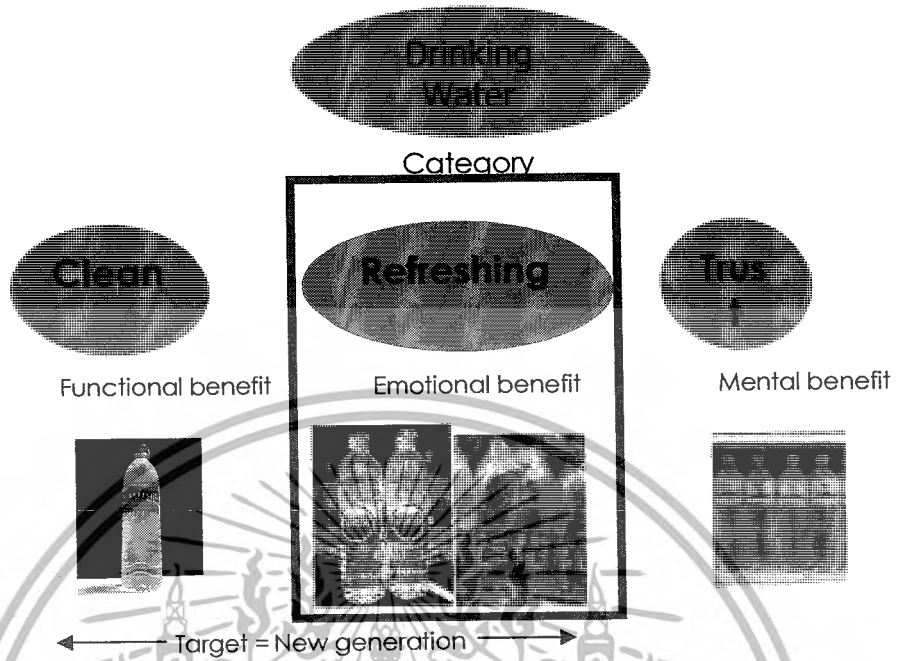 Drinking
Water
Category
Clean
Refreshing
Trus
t
Functional benefit
Emotional benefit
Mental benefit
Target = New generation